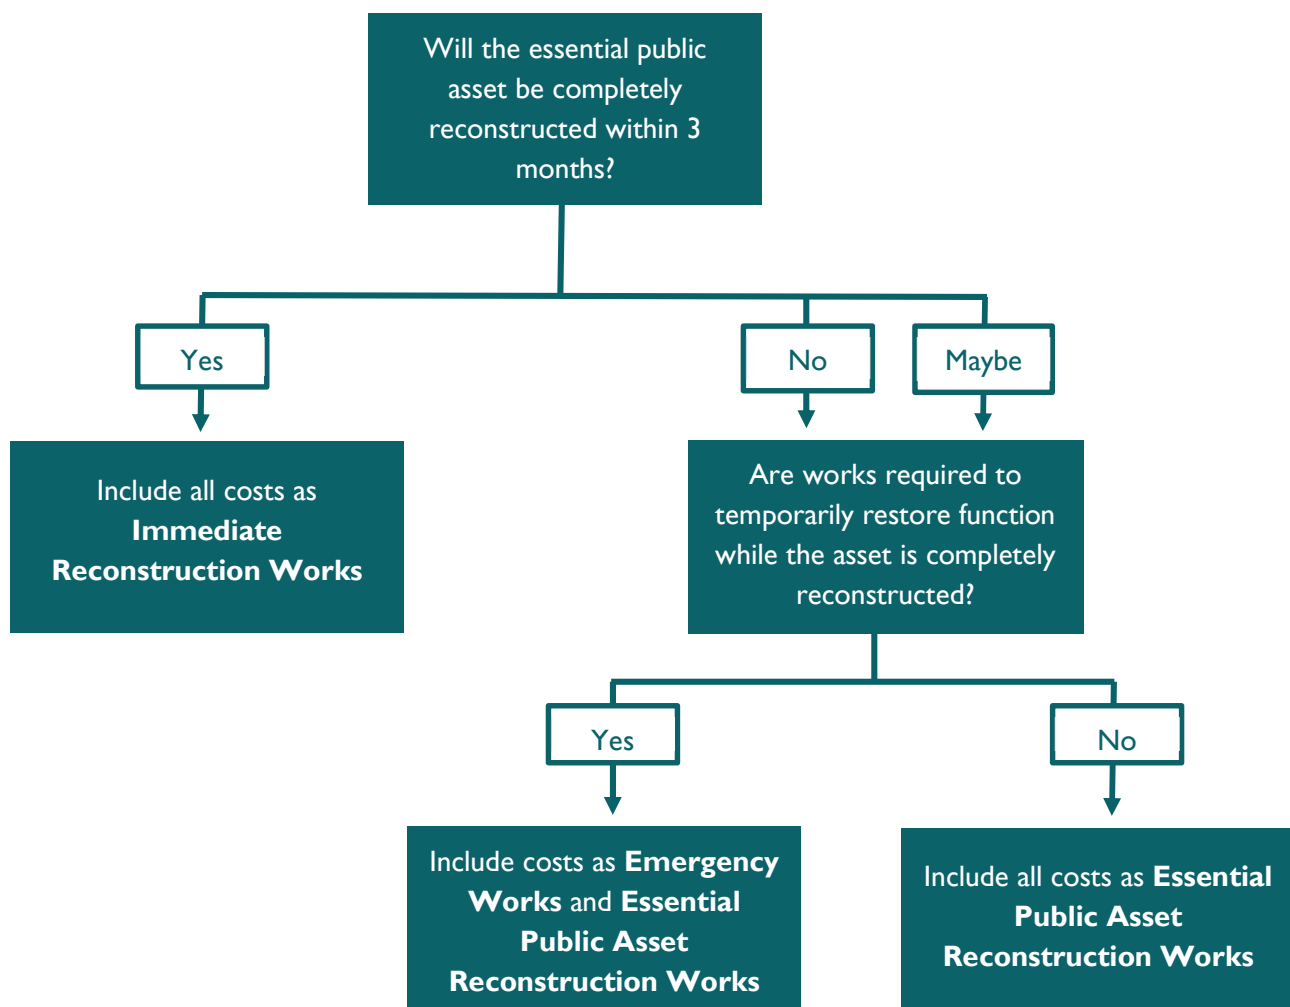 Will the essential public
asset be completely
reconstructed within 3
months?
Yes
No
Maybe
Include all costs as
Immediate
Reconstruction Works
Are works required to
temporarily restore function
while the asset is completely
reconstructed?
Yes
No
Include costs as Emergency
Works and Essential
Public Asset
Reconstruction Works
Include all costs as Essential
Public Asset
Reconstruction Works